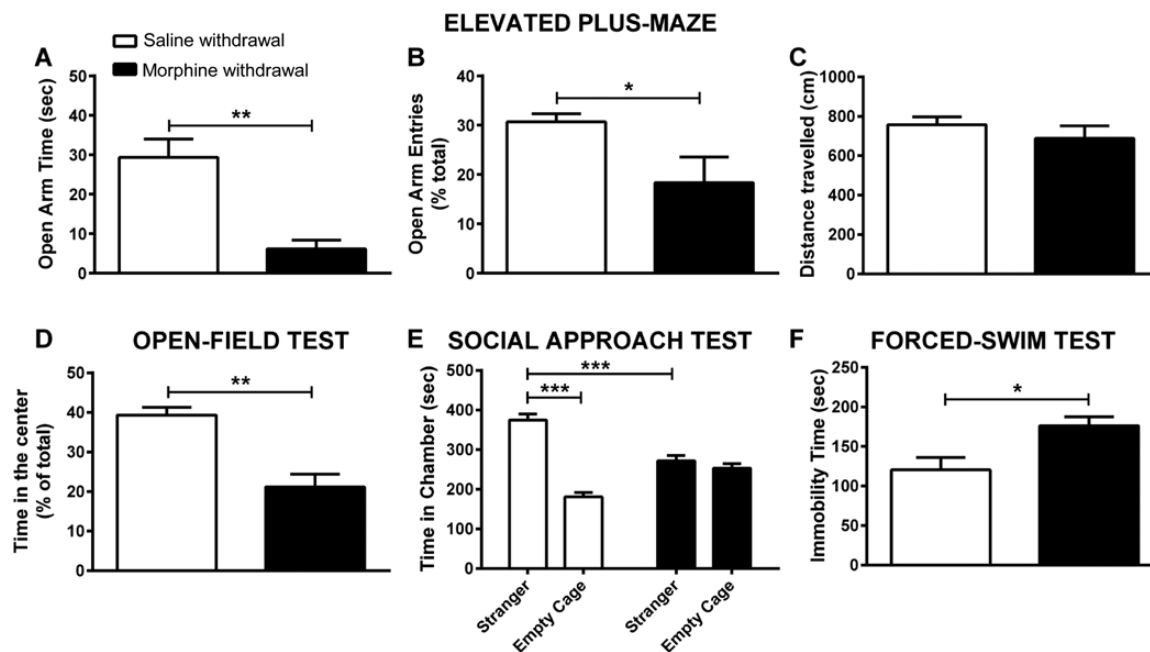 ELEVATED PLUS-MAZE
A
Saline withdrawal
Morphine withdrawal
Open Arm Time (sec)
50
40
30
20
10
0
**
B
Open Arm Entries
(% total)
40
30
20
10
0
*
C
Distance travelled (cm)
1000
800
600
400
200
0
D
OPEN-FIELD TEST
Time in the center
(% of total)
50
40
30
20
10
0
**
E
SOCIAL APPROACH TEST
Time in Chamber (sec)
500
400
300
200
100
0
***
***
Stranger
Empty Cage
Stranger
Empty Cage
F
FORCED-SWIM TEST
Immobility Time (sec)
250
200
150
100
50
0
*